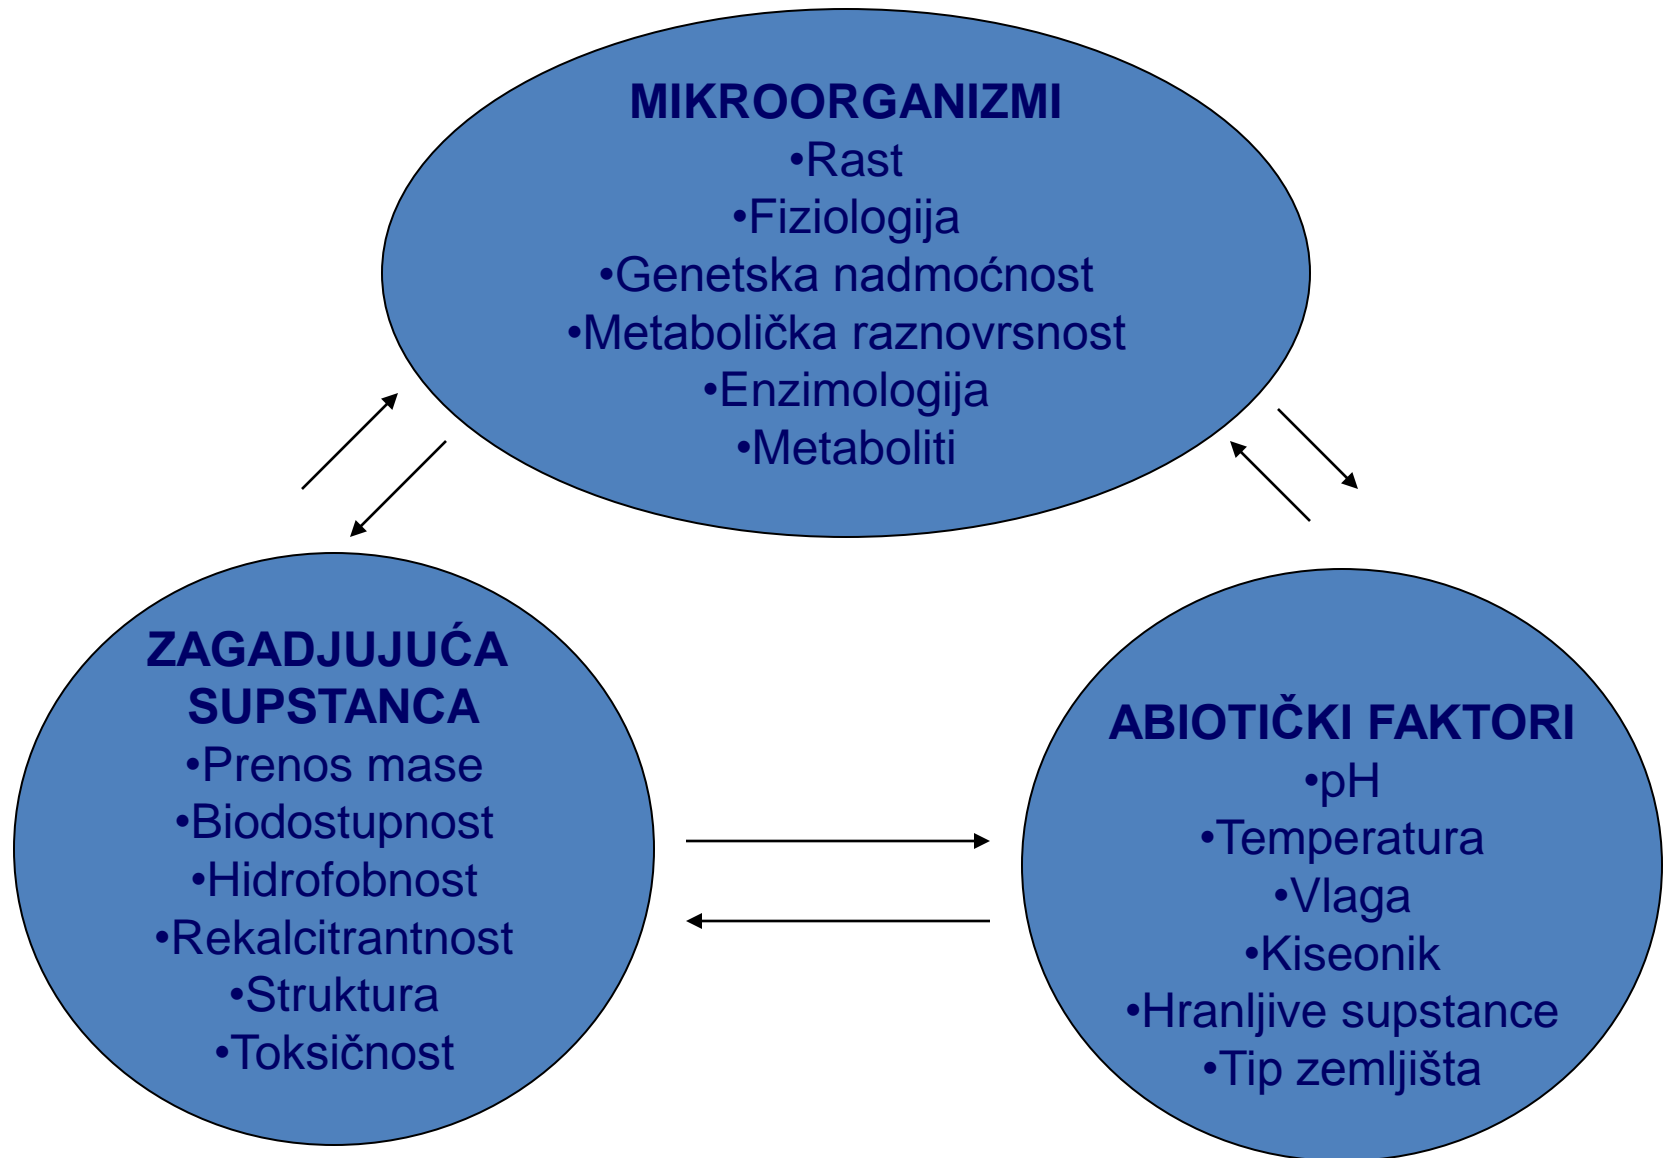 MIKROORGANIZMI
•Rast
•Fiziologija
•Genetska nadmoćnost
•Metabolička raznovrsnost
•Enzimologija
•Metaboliti
ZAGADJUJUĆA
SUPSTANCA
•Prenos mase
•Biodostupnost
•Hidrofobnost
•Rekalcitrantnost
•Struktura
•Toksičnost
ABIOTIČKI FAKTORI
•pH
•Temperatura
•Vlaga
•Kiseonik
•Hranljive supstance
•Tip zemljišta